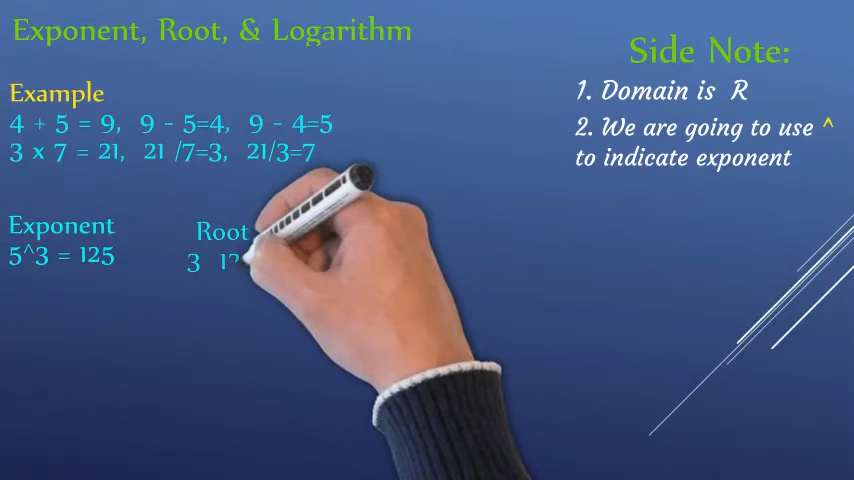 Exponent, Root, & Logarithm
Side Note:
1. Domain is R
2. We are going to use ^
to indicate exponent
Example
4 + 5 = 9, 9 - 5=4, 9 - 4=5
3 x 7 = 21, 21 /7=3, 21/3=7
Exponent
5^3 = 125
Root
3